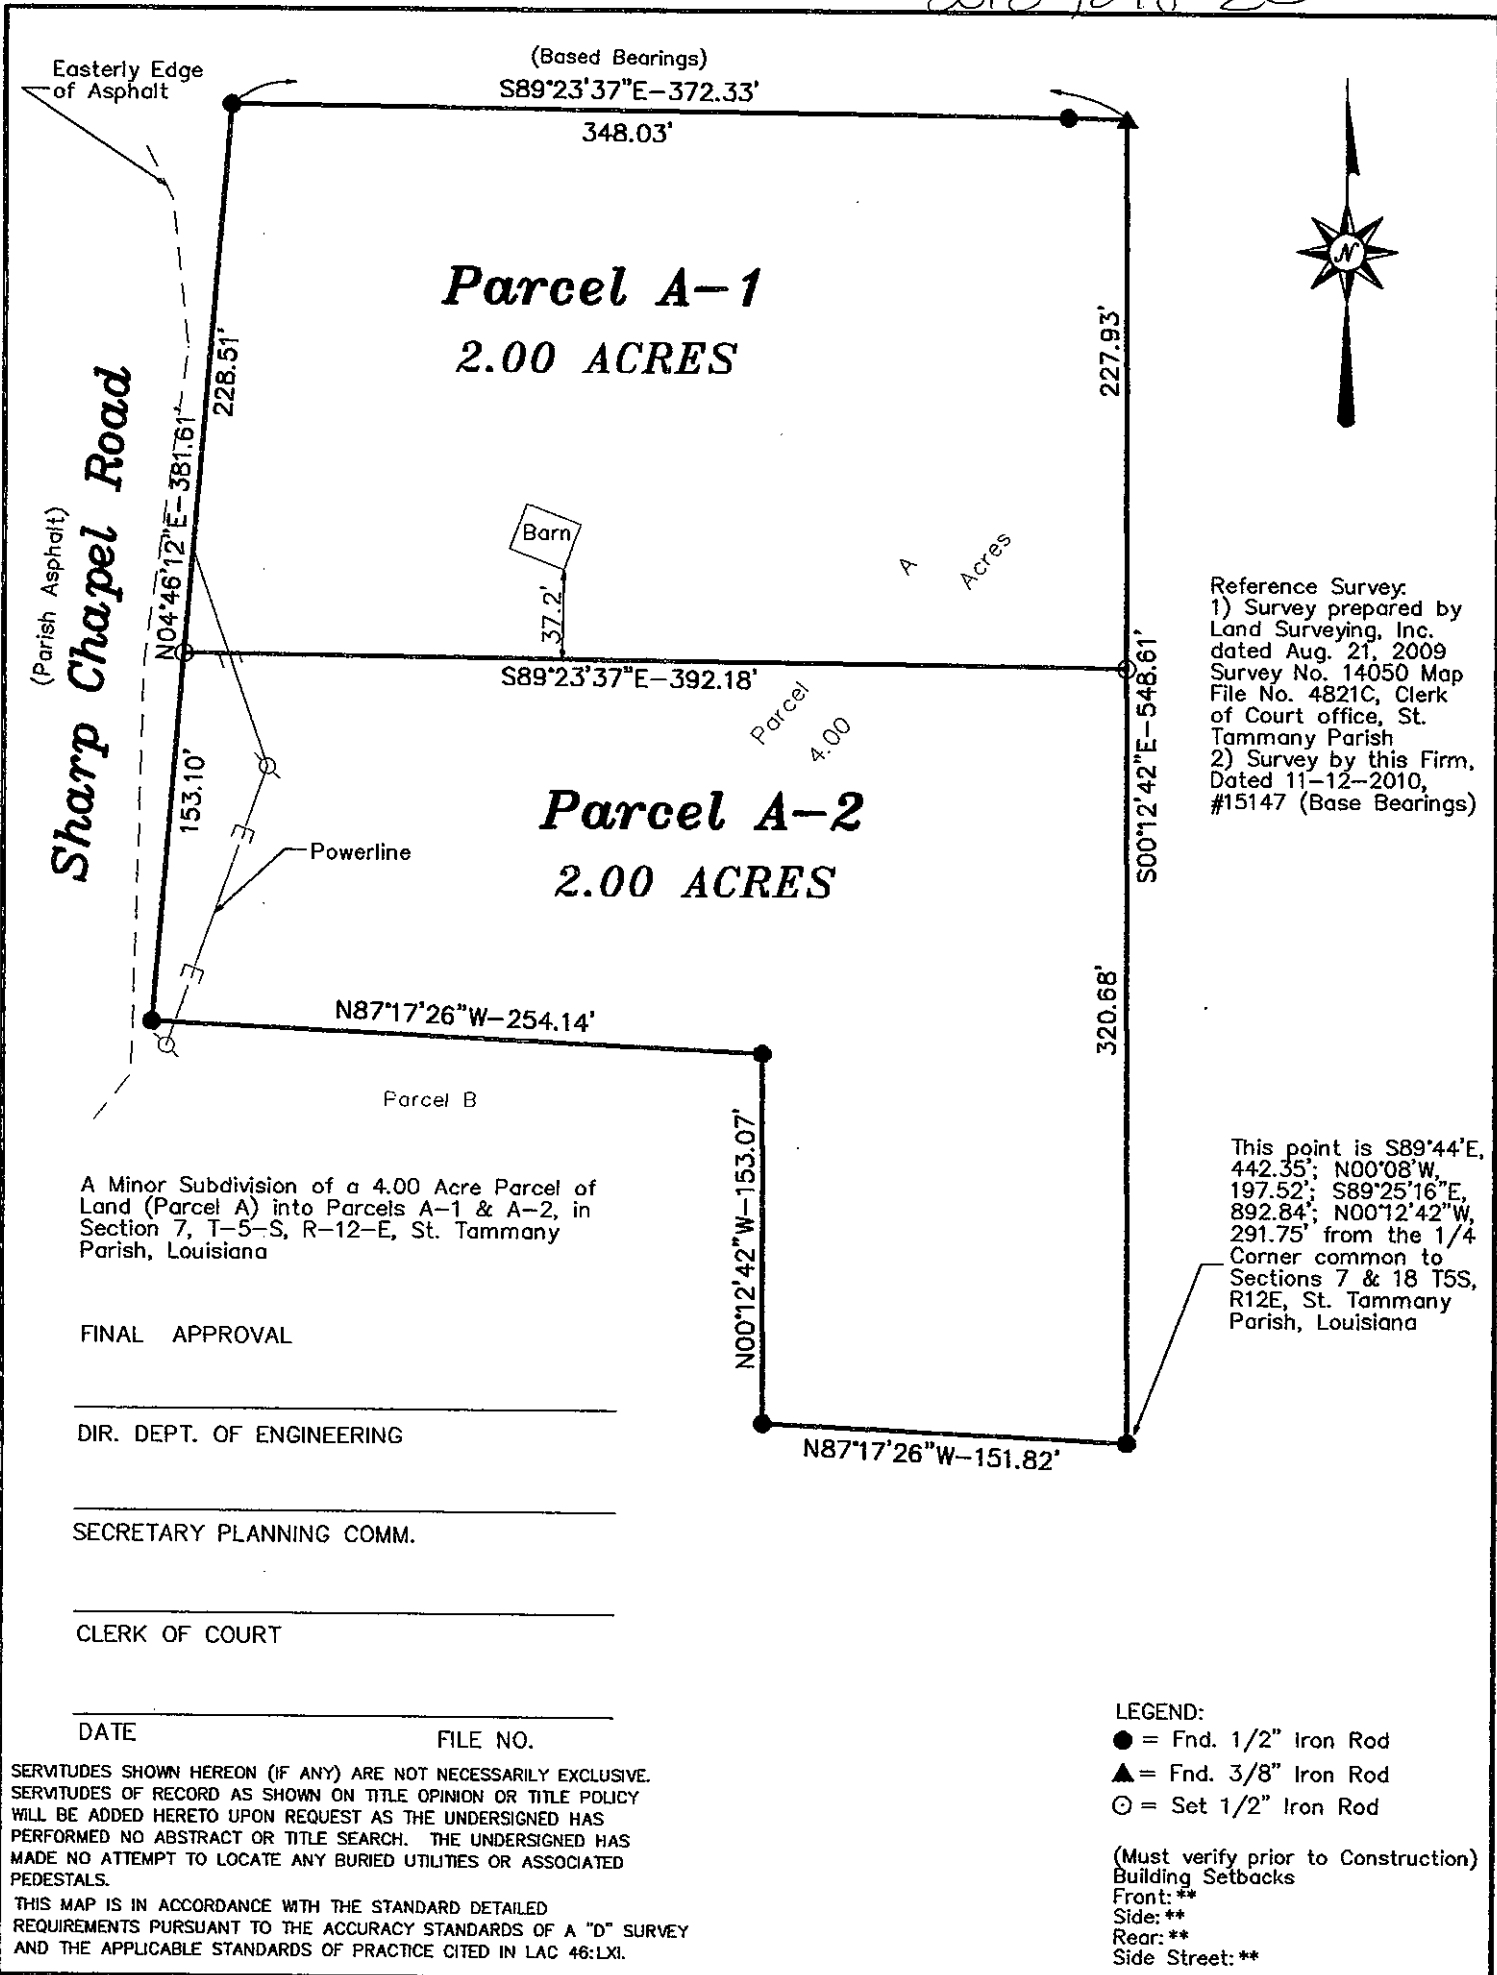 (Based Bearings)
S89°23'37"E-372.33'
348.03'
Easterly Edge
of Asphalt
Parcel A-1
2.00 ACRES
228.51'
227.93'
N04°46'12"E-381.61'
Sharp Chapel Road
(Parish Asphalt)
Barn
37.2'
A
Acres
S89°23'37"E-392.18'
Parcel
4.00
S00°12'42"E-548.61'
Reference Survey:
1) Survey prepared by
Land Surveying, Inc.
dated Aug. 21, 2009
Survey No. 14050 Map
File No. 4821C, Clerk
of Court office, St.
Tammany Parish
2) Survey by this Firm,
Dated 11-12-2010,
#15147 (Base Bearings)
153.10'
Parcel A-2
2.00 ACRES
Powerline
320.68'
N87°17'26"W-254.14'
Parcel B
N00°12'42"W-153.07'
N87°17'26"W-151.82'
This point is S89°44'E,
442.35'; N00°08'W,
197.52'; S89°25'16"E,
892.84'; N00°12'42"W,
291.75' from the 1/4
Corner common to
Sections 7 & 18 T5S,
R12E, St. Tammany
Parish, Louisiana
A Minor Subdivision of a 4.00 Acre Parcel of
Land (Parcel A) into Parcels A-1 & A-2, in
Section 7, T-5-S, R-12-E, St. Tammany
Parish, Louisiana
FINAL APPROVAL
DIR. DEPT. OF ENGINEERING
SECRETARY PLANNING COMM.
CLERK OF COURT
DATE FILE NO.
SERVITUDES SHOWN HEREON (IF ANY) ARE NOT NECESSARILY EXCLUSIVE.
SERVITUDES OF RECORD AS SHOWN ON TITLE OPINION OR TITLE POLICY
WILL BE ADDED HERETO UPON REQUEST AS THE UNDERSIGNED HAS
PERFORMED NO ABSTRACT OR TITLE SEARCH. THE UNDERSIGNED HAS
MADE NO ATTEMPT TO LOCATE ANY BURIED UTILITIES OR ASSOCIATED
PEDESTALS.
THIS MAP IS IN ACCORDANCE WITH THE STANDARD DETAILED
REQUIREMENTS PURSUANT TO THE ACCURACY STANDARDS OF A "D" SURVEY
AND THE APPLICABLE STANDARDS OF PRACTICE CITED IN LAC 46:LXI.
LEGEND:
● = Fnd. 1/2" Iron Rod
▲ = Fnd. 3/8" Iron Rod
⊙ = Set 1/2" Iron Rod
(Must verify prior to Construction)
Building Setbacks
Front: **
Side: **
Rear: **
Side Street: **
N